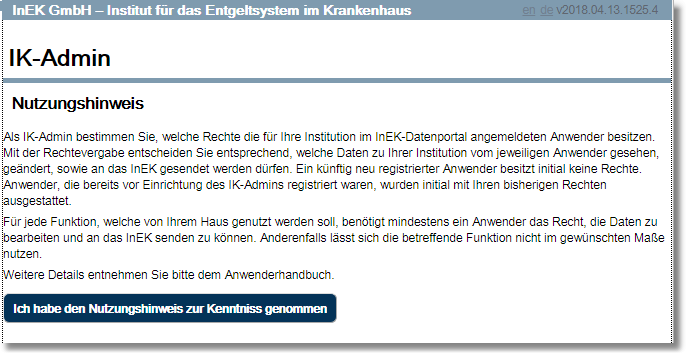 InEK GmbH – Institut für das Entgeltsystem im Krankenhaus en de v2018.04.13.1525.4
IK-Admin
Nutzungshinweis
Als IK-Admin bestimmen Sie, welche Rechte die für Ihre Institution im InEK-Datenportal angemeldeten Anwender besitzen.
Mit der Rechtevergabe entscheiden Sie entsprechend, welche Daten zu Ihrer Institution vom jeweiligen Anwender gesehen,
geändert, sowie an das InEK gesendet werden dürfen. Ein künftig neu registrierter Anwender besitzt initial keine Rechte.
Anwender, die bereits vor Einrichtung des IK-Admins registriert waren, wurden initial mit Ihren bisherigen Rechten
ausgestattet.
Für jede Funktion, welche von Ihrem Haus genutzt werden soll, benötigt mindestens ein Anwender das Recht, die Daten zu
bearbeiten und an das InEK senden zu können. Anderenfalls lässt sich die betreffende Funktion nicht im gewünschten Maße
nutzen.
Weitere Details entnehmen Sie bitte dem Anwenderhandbuch.
Ich habe den Nutzungshinweis zur Kenntniss genommen